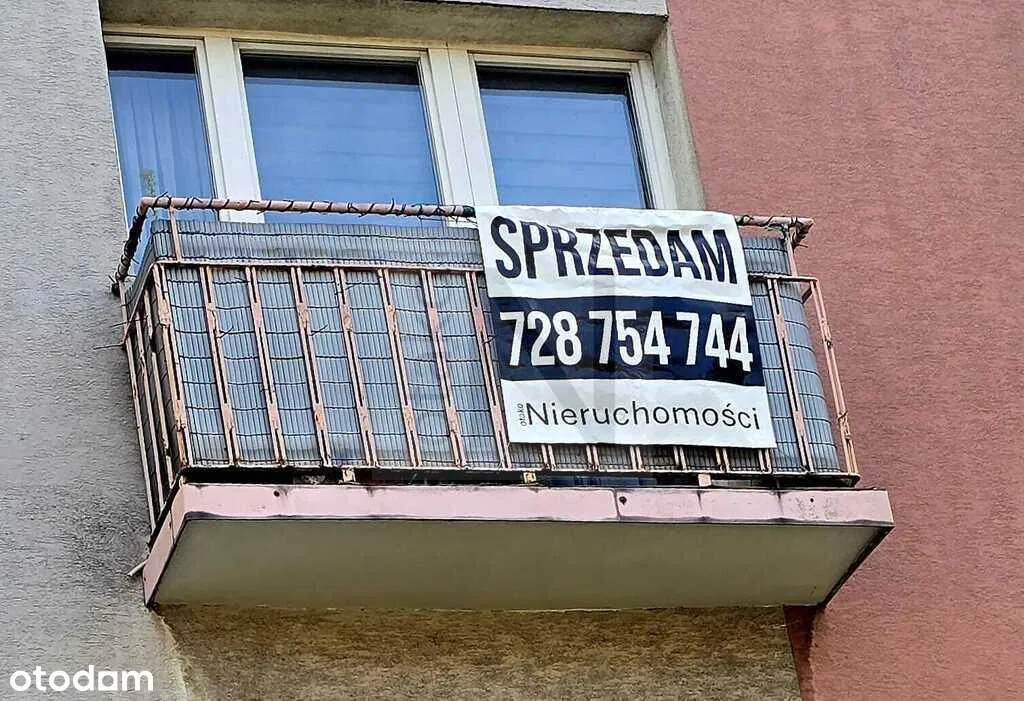 SPRZEDAM
728 754 744
Nieruchomości
otodam